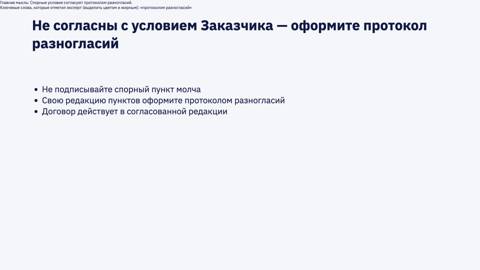 Главная мысль: Спорные условия согласует протоколом разногласий.
Ключевые слова, которые отметил эксперт (выделить цветом и жирным): «протоколом разногласий»
Не согласны с условием Заказчика — оформите протокол
разногласий
• Не подписывайте спорный пункт молча
• Свою редакцию пунктов оформите протоколом разногласий
• Договор действует в согласованной редакции